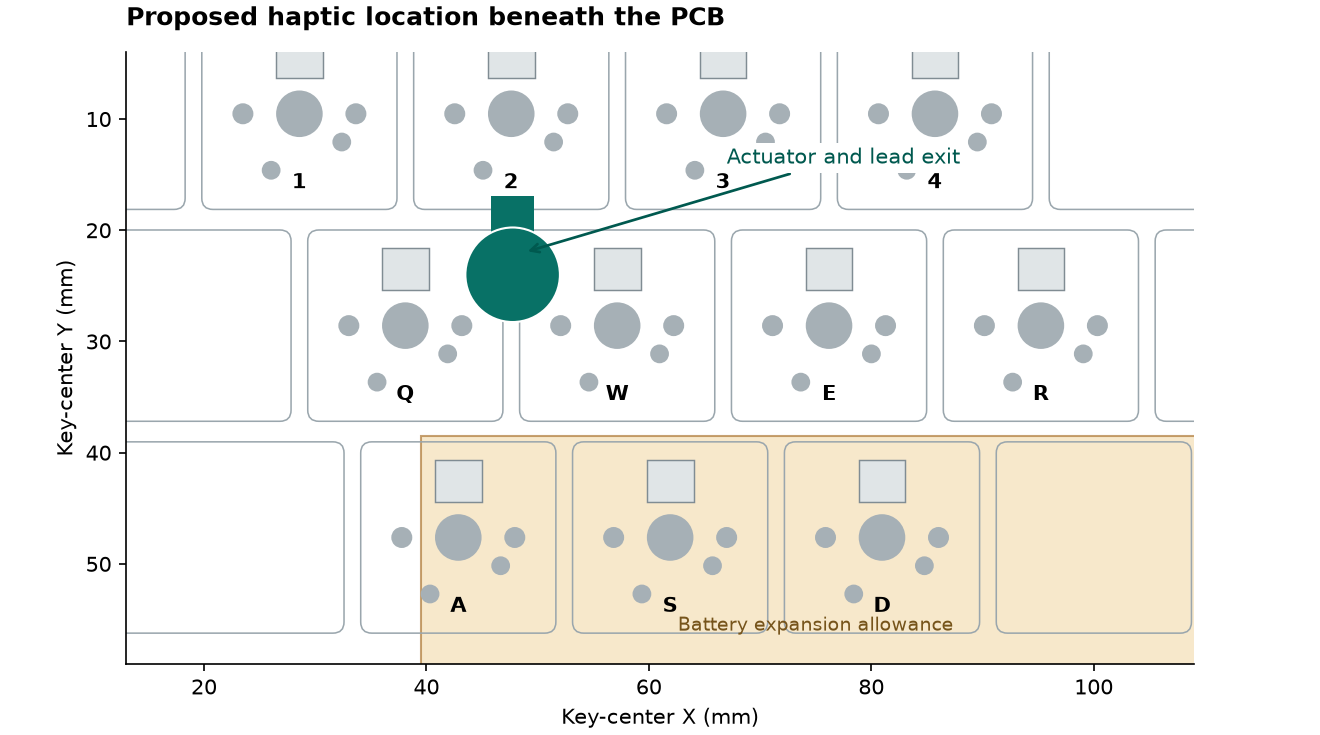 Proposed haptic location beneath the PCB
10
Actuator and lead exit
1
2
3
4
20
30
Q
W
E
R
40
50
A
S
D
Battery expansion allowance
20
40
60
80
100
Key-center X (mm)
Key-center Y (mm)